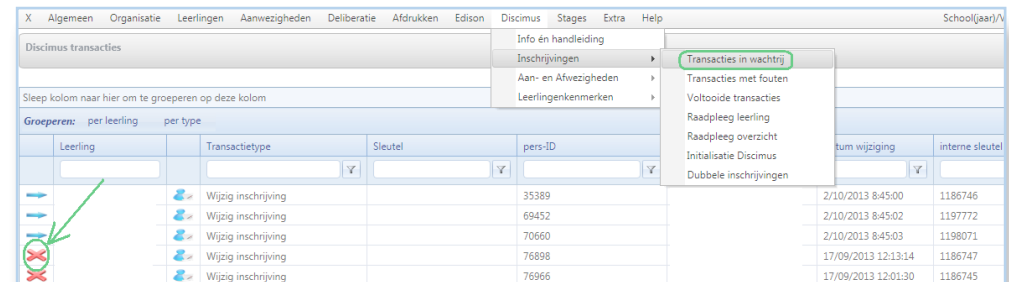 X Algemeen Organisatie Leerlingen Aanwezigheden Deliberatie Afdrukken Edison Discimus Stages Extra Help School(jaar)/V
Discimus transacties
Info én handleiding
Inschrijvingen
Aan- en Afwezigheden
Leerlingenkenmerken
Transacties in wachtrij
Transacties met fouten
Voltooide transacties
Raadpleeg leerling
Raadpleeg overzicht
Initialisatie Discimus
Dubbele inschrijvingen
Sleep kolom naar hier om te groeperen op deze kolom
Groeperen: per leerling per type
Leerling Transactietype Sleutel pers-ID tum wijziging interne sleutel
Wijzig inschrijving 35389 2/10/2013 8:45:00 1186746
Wijzig inschrijving 69452 2/10/2013 8:45:02 1197772
Wijzig inschrijving 70660 2/10/2013 8:45:03 1198071
Wijzig inschrijving 76898 17/09/2013 12:13:14 1186747
Wijzig inschrijving 76966 17/09/2013 12:01:30 1186745